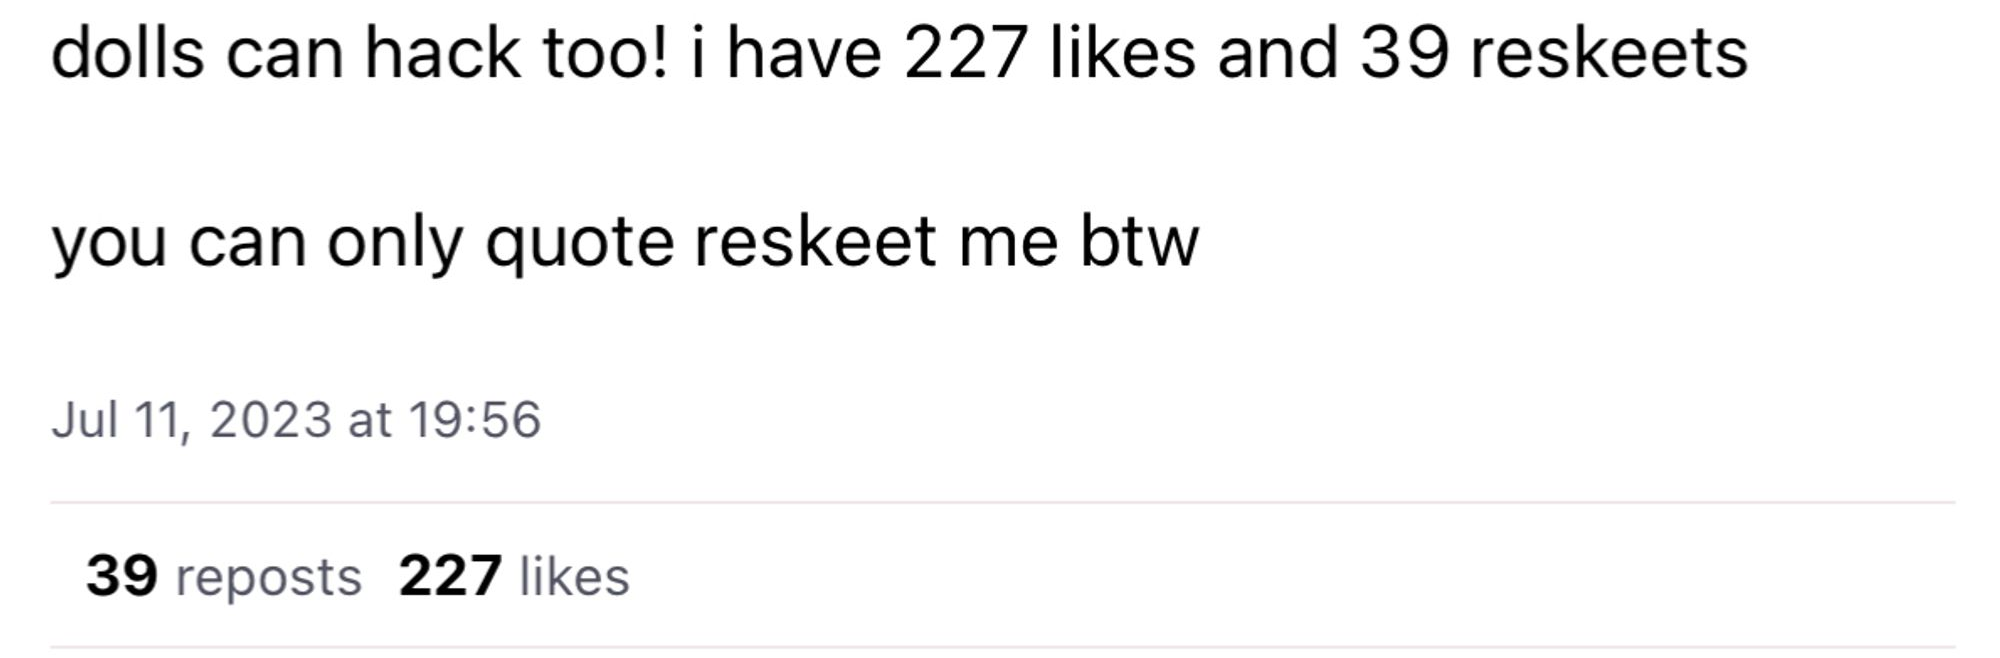 dolls can hack too! i have 227 likes and 39 reskeets
you can only quote reskeet me btw
Jul 11, 2023 at 19:56
39 reposts 227 likes